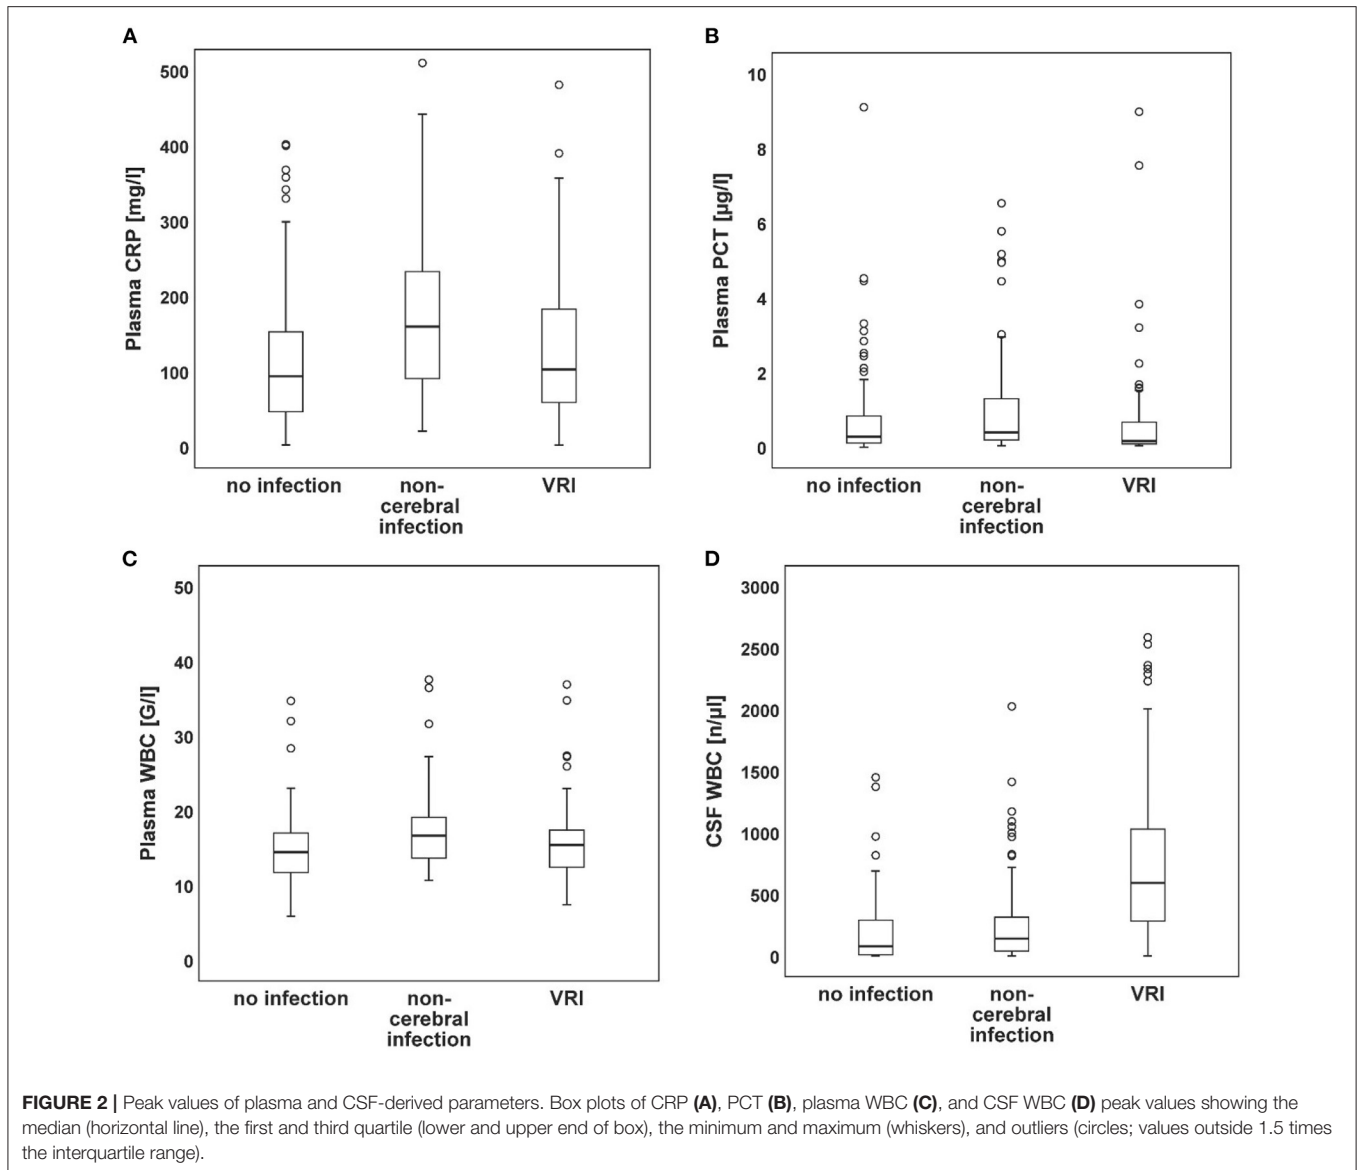 A
500
400
300
200
100
0
Plasma CRP [mg/l]
no infection
non-
cerebral
infection
VRI
B
10
8
6
4
2
0
Plasma PCT [µg/l]
no infection
non-
cerebral
infection
VRI
C
50
40
30
20
10
0
Plasma WBC [G/l]
no infection
non-
cerebral
infection
VRI
D
3000
2500
2000
1500
1000
500
0
CSF WBC [n/µl]
no infection
non-
cerebral
infection
VRI
FIGURE 2 | Peak values of plasma and CSF-derived parameters. Box plots of CRP (A), PCT (B), plasma WBC (C), and CSF WBC (D) peak values showing the
median (horizontal line), the first and third quartile (lower and upper end of box), the minimum and maximum (whiskers), and outliers (circles; values outside 1.5 times
the interquartile range).